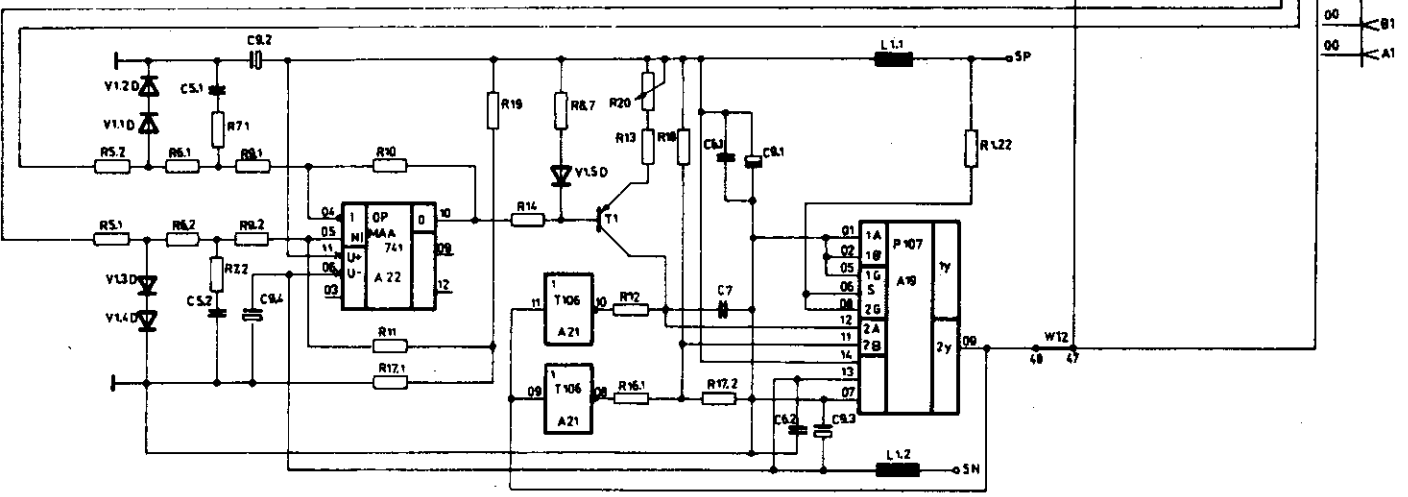 00
B1
00
A1
C9.2
L1.1
SP
V1.2D
C5.1
R19
R8.7
R20
V1.1D
R7.1
R13
R18
C6.1
C9.1
R1.22
R5.2
R6.1
R9.1
R10
V1.5D
04
1
OP
0
10
R14
T1
R5.1
R6.2
R9.2
05
NI
MAA
741
09
11
U+
06
U-
A22
03
12
01
1A
P107
1y
02
1B
A19
05
1G
06
S
08
2G
12
2A
11
2B
2y
09
14
13
07
W12
48
47
V1.3D
R7.2
C5.2
C9.4
V1.4D
R11
R17.1
11
1
T106
10
R12
C7
A21
09
1
T106
08
R16.1
R17.2
A21
C6.2
C9.3
L1.2
SN